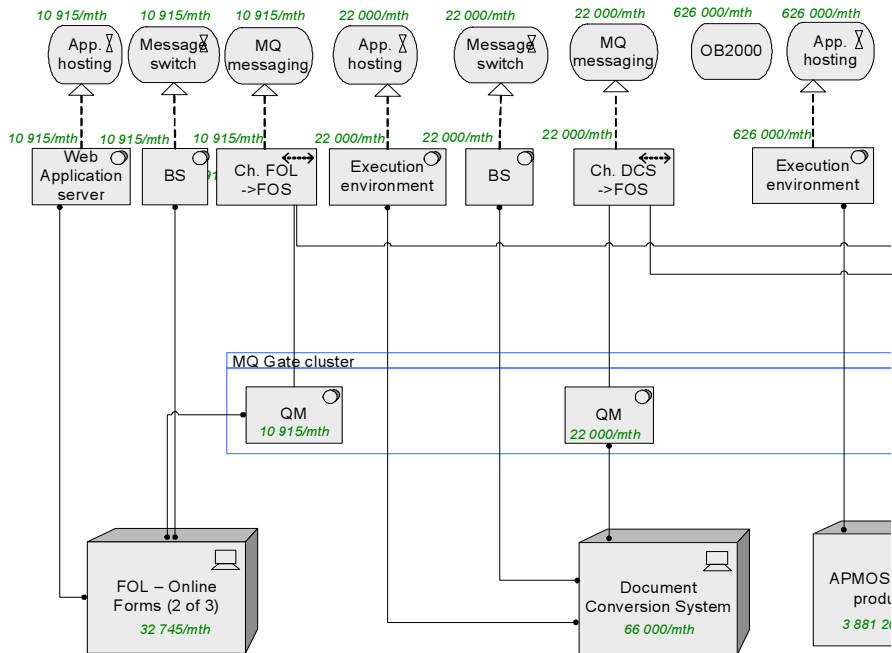 10 915/mth
10 915/mth
10 915/mth
22 000/mth
22 000/mth
22 000/mth
626 000/mth
626 000/mth
App.
hosting
Message
switch
MQ
messaging
App.
hosting
Message
switch
MQ
messaging
OB2000
App.
hosting
10 915/mth
10 915/mth
10 915/mth
22 000/mth
22 000/mth
22 000/mth
626 000/mth
Web
Application
server
BS
91
Ch. FOL
->FOS
Execution
environment
BS
Ch. DCS
->FOS
Execution
environment
MQ Gate cluster
QM
10 915/mth
QM
22 000/mth
FOL – Online
Forms (2 of 3)
32 745/mth
Document
Conversion System
66 000/mth
APMOS
produ
3 881 20